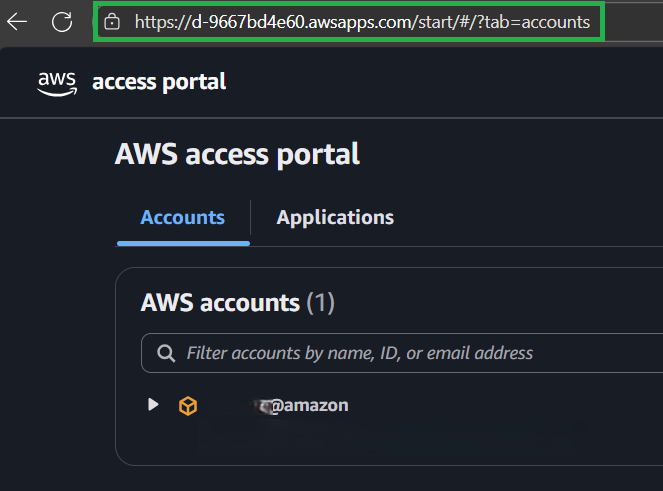 https://d-9667bd4e60.awsapps.com/start/#/?tab=accounts
aws access portal
AWS access portal
Accounts Applications
AWS accounts (1)
Filter accounts by name, ID, or email address
@amazon